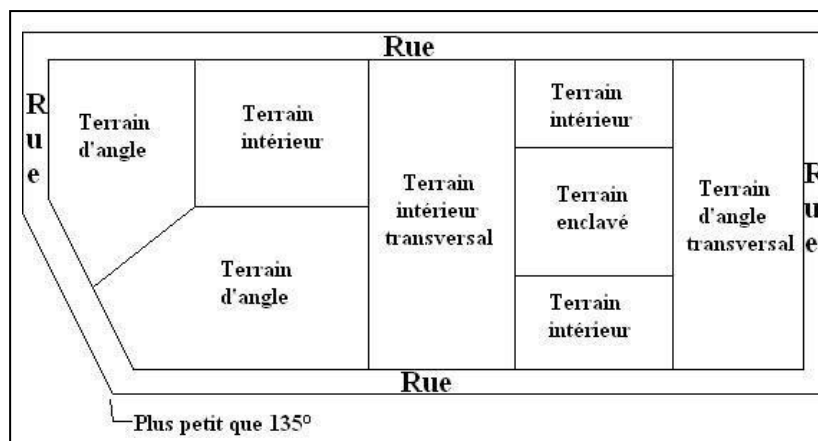 Rue
R
u
e
Terrain
d'angle
Terrain
intérieur
Terrain
d'angle
Terrain
intérieur
transversal
Terrain
intérieur
Terrain
enclavé
Terrain
intérieur
Terrain
d'angle
transversal
R
u
e
Rue
Plus petit que 135°